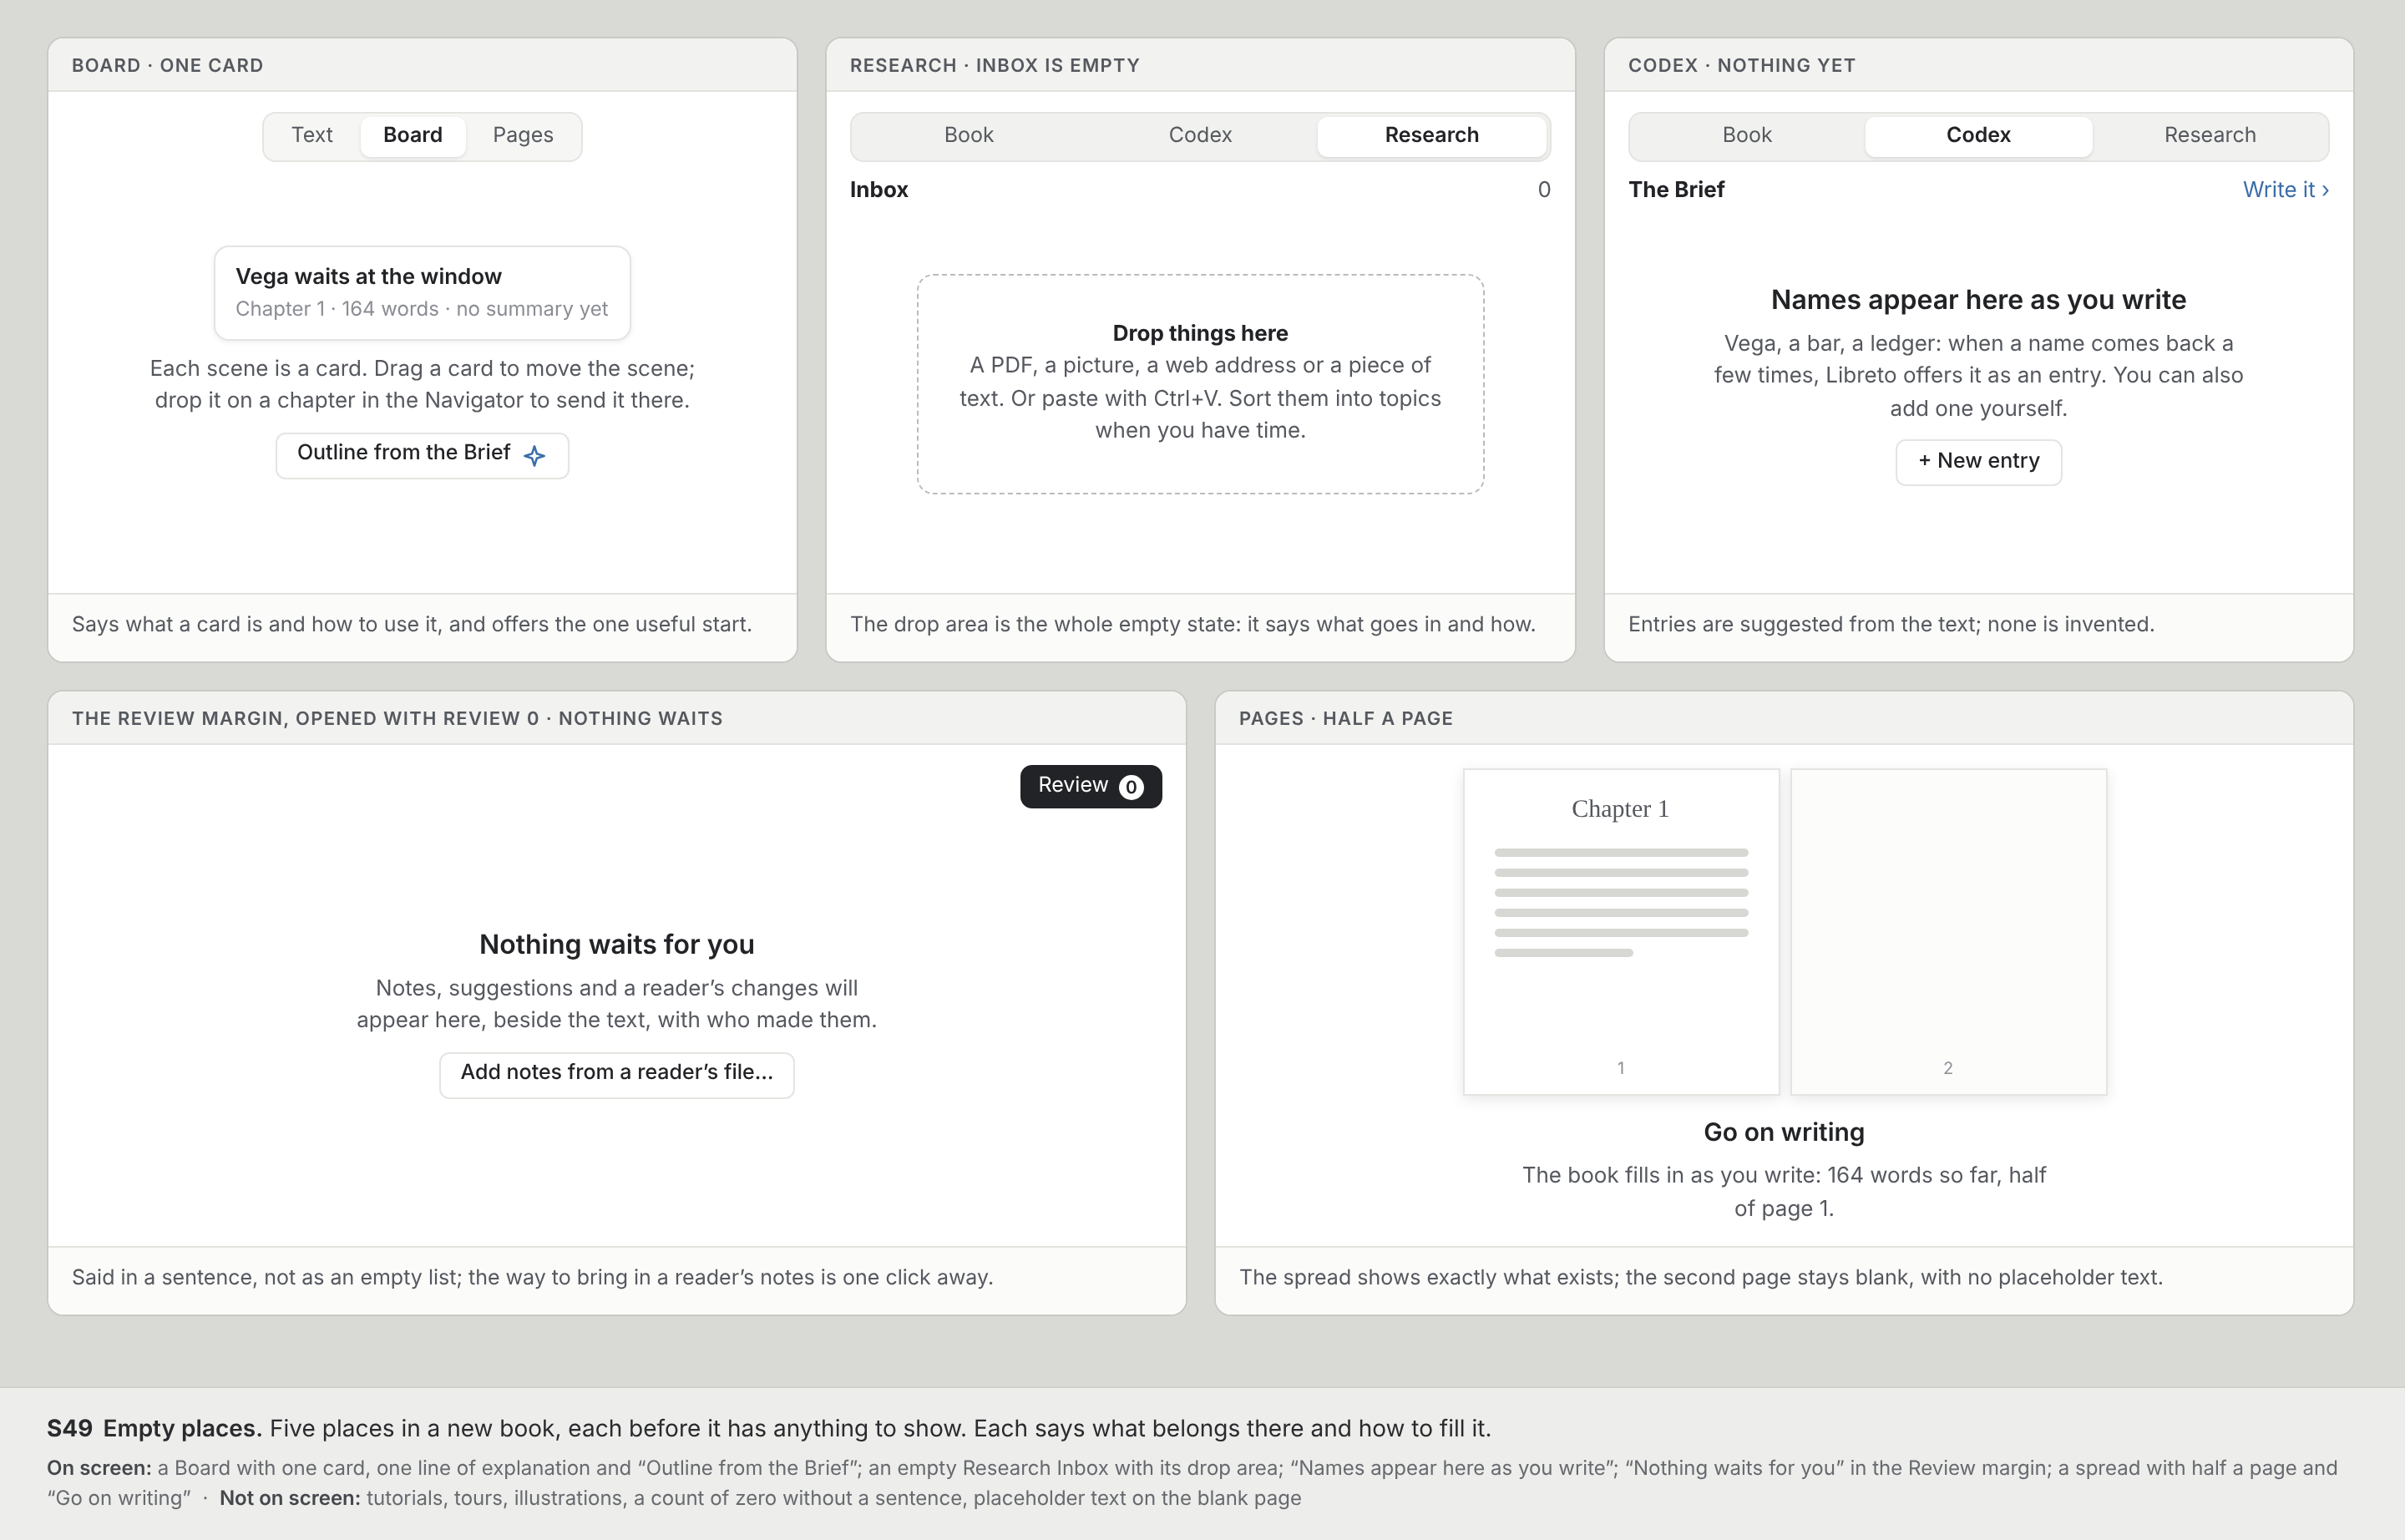 BOARD · ONE CARD
Text Board Pages
Vega waits at the window
Chapter 1 · 164 words · no summary yet
Each scene is a card. Drag a card to move the scene;
drop it on a chapter in the Navigator to send it there.
Outline from the Brief
Says what a card is and how to use it, and offers the one useful start.
RESEARCH · INBOX IS EMPTY
Book Codex Research
Inbox 0
Drop things here
A PDF, a picture, a web address or a piece of
text. Or paste with Ctrl+V. Sort them into topics
when you have time.
The drop area is the whole empty state: it says what goes in and how.
CODEX · NOTHING YET
Book Codex Research
The Brief Write it ›
Names appear here as you write
Vega, a bar, a ledger: when a name comes back a
few times, Libreto offers it as an entry. You can also
add one yourself.
+ New entry
Entries are suggested from the text; none is invented.
THE REVIEW MARGIN, OPENED WITH REVIEW 0 · NOTHING WAITS
Review 0
Nothing waits for you
Notes, suggestions and a reader’s changes will
appear here, beside the text, with who made them.
Add notes from a reader’s file…
Said in a sentence, not as an empty list; the way to bring in a reader’s notes is one click away.
PAGES · HALF A PAGE
Chapter 1
1 2
Go on writing
The book fills in as you write: 164 words so far, half
of page 1.
The spread shows exactly what exists; the second page stays blank, with no placeholder text.
S49 Empty places. Five places in a new book, each before it has anything to show. Each says what belongs there and how to fill it.
On screen: a Board with one card, one line of explanation and “Outline from the Brief”; an empty Research Inbox with its drop area; “Names appear here as you write”; “Nothing waits for you” in the Review margin; a spread with half a page and
“Go on writing” · Not on screen: tutorials, tours, illustrations, a count of zero without a sentence, placeholder text on the blank page